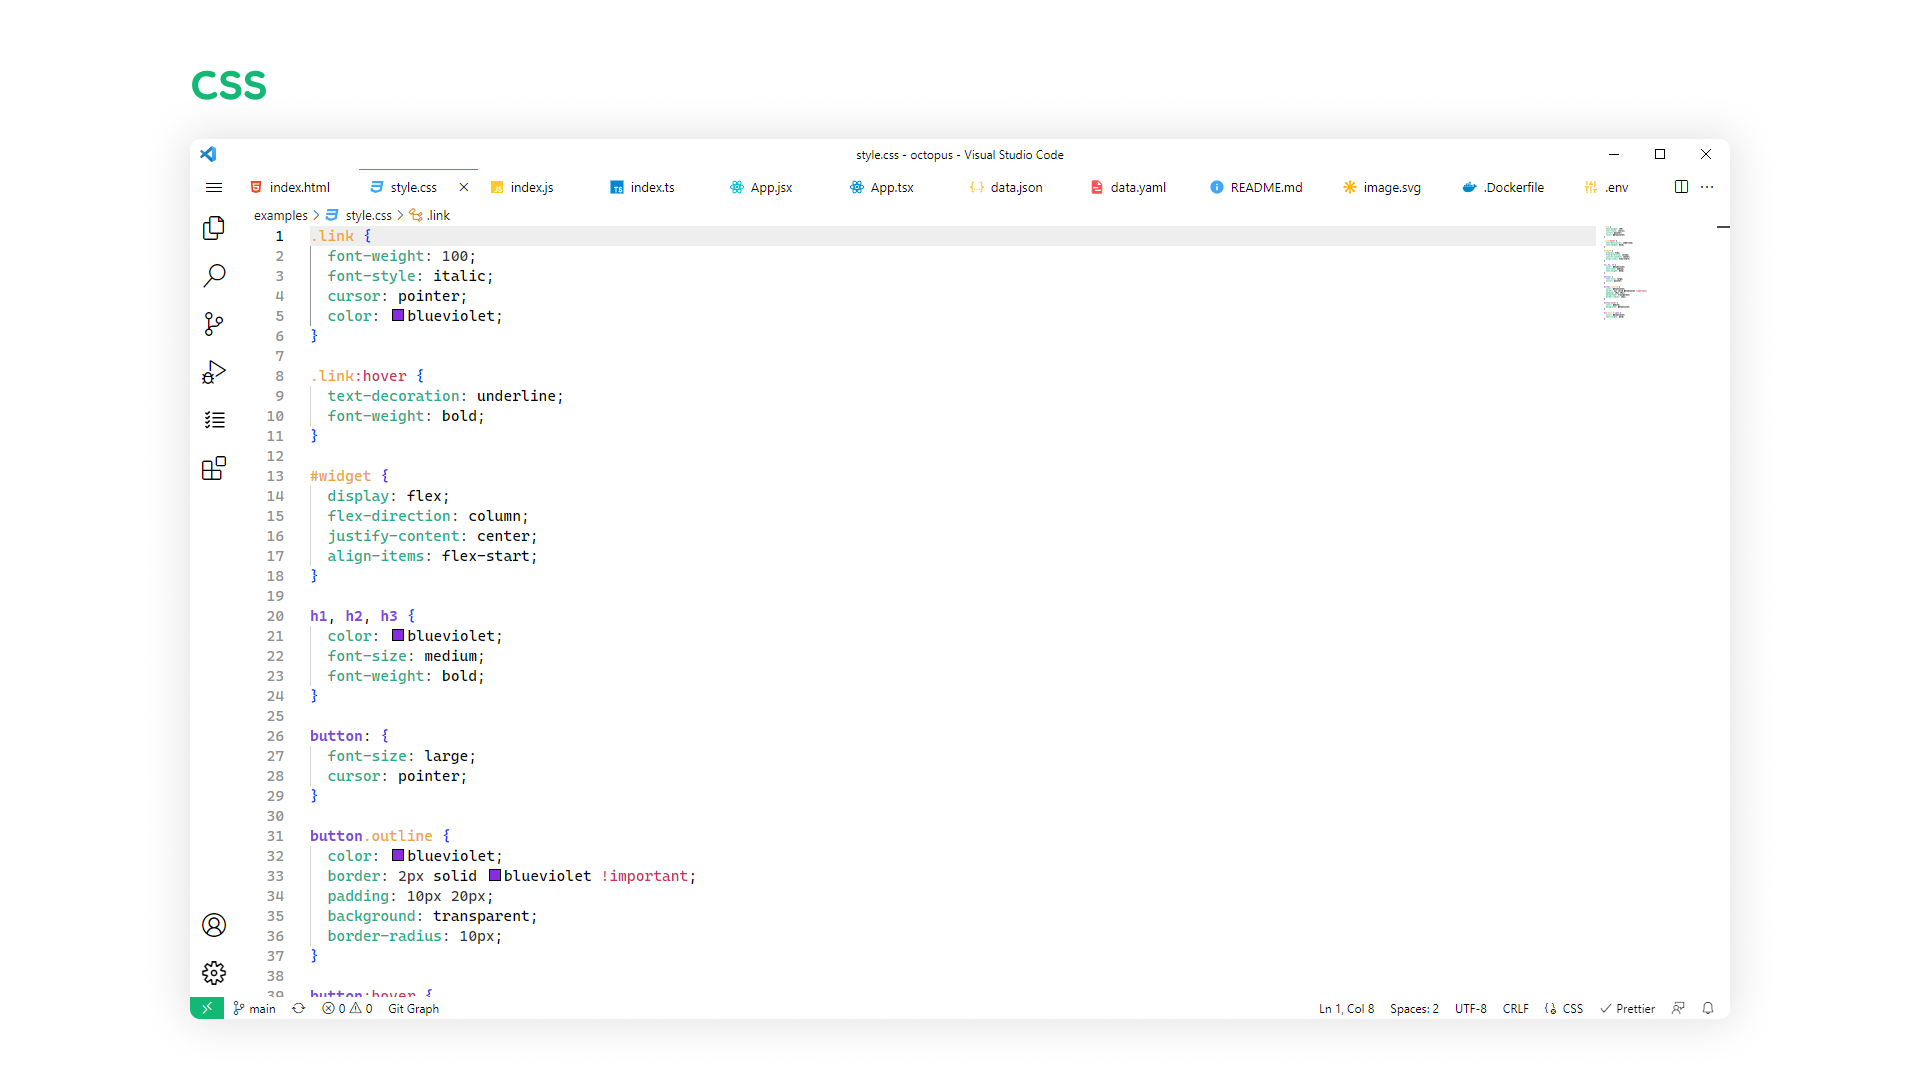 CSS
style.css - octopus - Visual Studio Code
index.html style.css index.js index.ts App.jsx App.tsx data.json data.yaml README.md image.svg .Dockerfile .env
examples > style.css > .link
1 .link {
2 font-weight: 100;
3 font-style: italic;
4 cursor: pointer;
5 color: blueviolet;
6 }
7
8 .link:hover {
9 text-decoration: underline;
10 font-weight: bold;
11 }
12
13 #widget {
14 display: flex;
15 flex-direction: column;
16 justify-content: center;
17 align-items: flex-start;
18 }
19
20 h1, h2, h3 {
21 color: blueviolet;
22 font-size: medium;
23 font-weight: bold;
24 }
25
26 button: {
27 font-size: large;
28 cursor: pointer;
29 }
30
31 button.outline {
32 color: blueviolet;
33 border: 2px solid blueviolet !important;
34 padding: 10px 20px;
35 background: transparent;
36 border-radius: 10px;
37 }
38
39 button:hover {
main 0 0 Git Graph Ln 1, Col 8 Spaces: 2 UTF-8 CRLF CSS Prettier